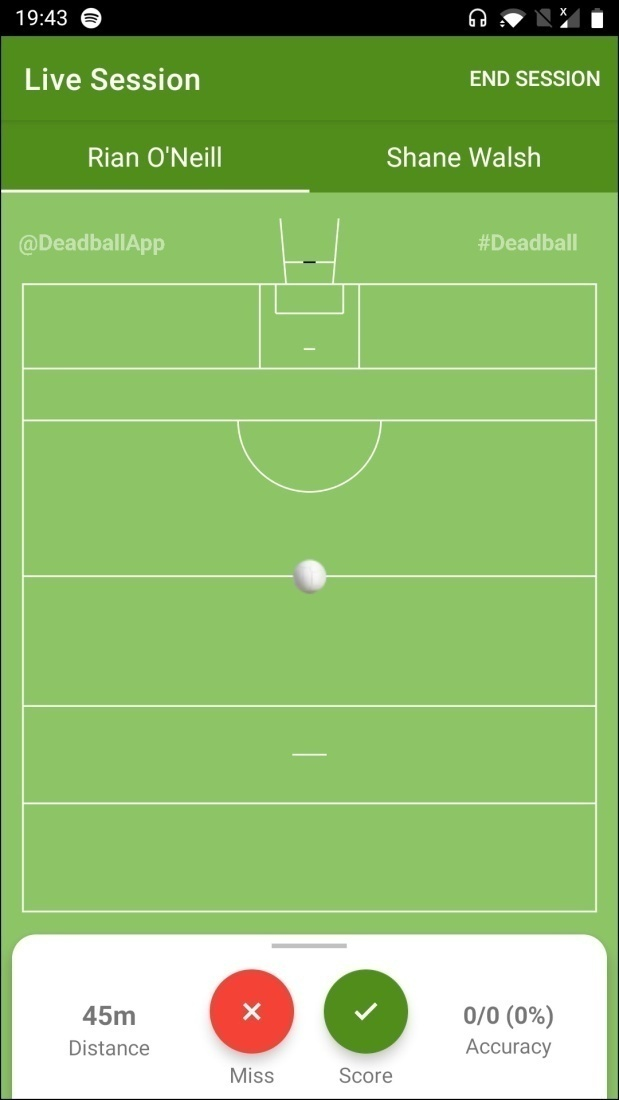 19:43
Live Session
END SESSION
Rian O'Neill
Shane Walsh
@DeadballApp
#Deadball
45m
Distance
Miss
Score
0/0 (0%)
Accuracy